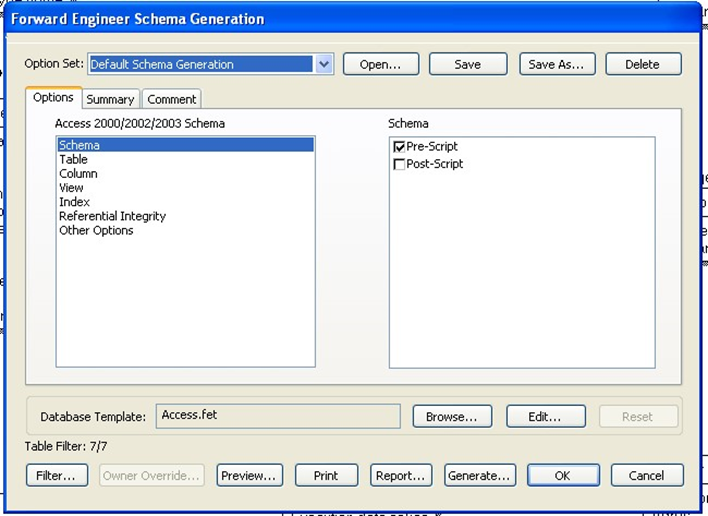 Forward Engineer Schema Generation
Option Set: Default Schema Generation Open... Save Save As... Delete
Options Summary Comment
Access 2000/2002/2003 Schema Schema
Schema Pre-Script
Table Post-Script
Column
View
Index
Referential Integrity
Other Options
Database Template: Access.fet Browse... Edit... Reset
Table Filter: 7/7
Filter... Owner Override... Preview... Print Report... Generate... OK Cancel